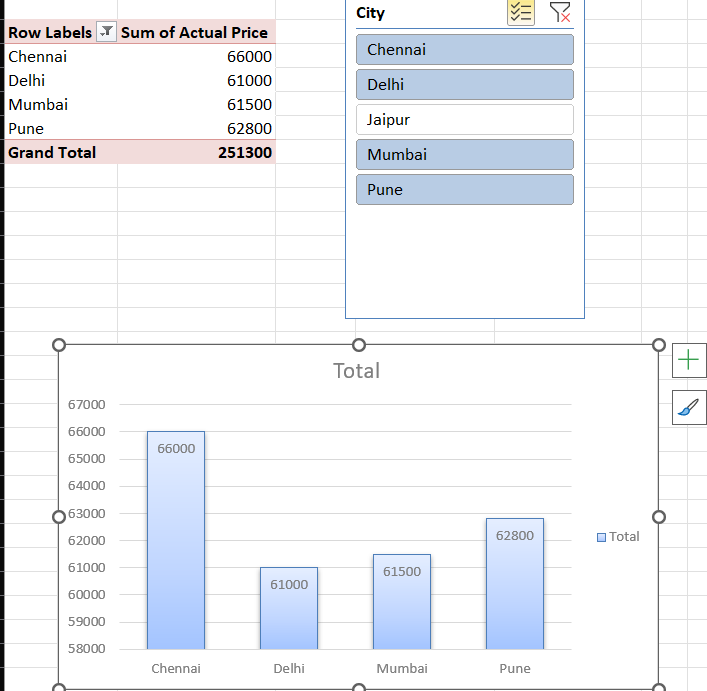 Row Labels Sum of Actual Price
Chennai 66000
Delhi 61000
Mumbai 61500
Pune 62800
Grand Total 251300
City
Chennai
Delhi
Jaipur
Mumbai
Pune
Total
67000
66000
65000
64000
63000
62000
61000
60000
59000
58000
66000
61000
61500
62800
Chennai Delhi Mumbai Pune
Total